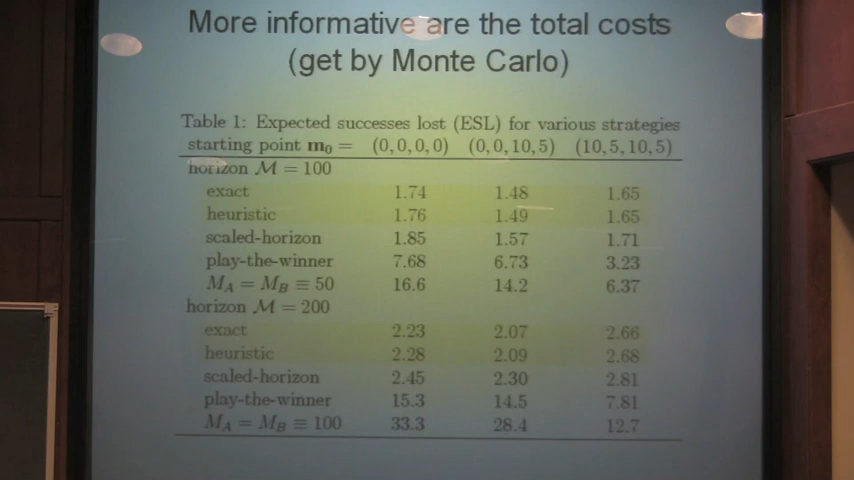 More informative are the total costs
(get by Monte Carlo)
Table 1: Expected successes lost (ESL) for various strategies
starting point m₀ = (0,0,0,0) (0,0,10,5) (10,5,10,5)
horizon ℳ = 100
exact 1.74 1.48 1.65
heuristic 1.76 1.49 1.65
scaled-horizon 1.85 1.57 1.71
play-the-winner 7.68 6.73 3.23
M_A = M_B ≡ 50 16.6 14.2 6.37
horizon ℳ = 200
exact 2.23 2.07 2.66
heuristic 2.28 2.09 2.68
scaled-horizon 2.45 2.30 2.81
play-the-winner 15.3 14.5 7.81
M_A = M_B ≡ 100 33.3 28.4 12.7